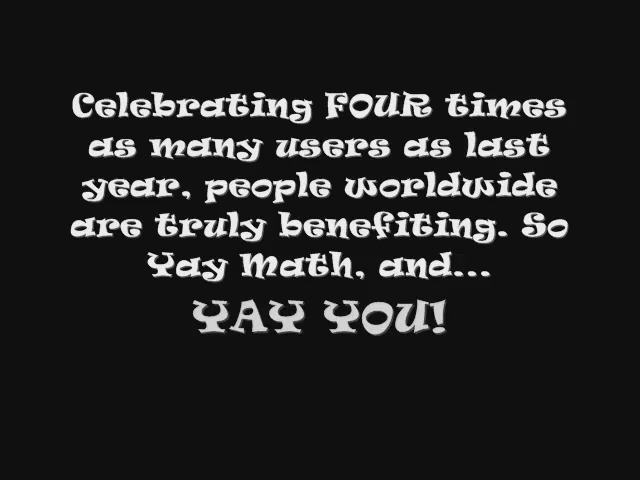 Celebrating FOUR times
as many users as last
year, people worldwide
are truly benefiting. So
Yay Math, and...
YAY YOU!